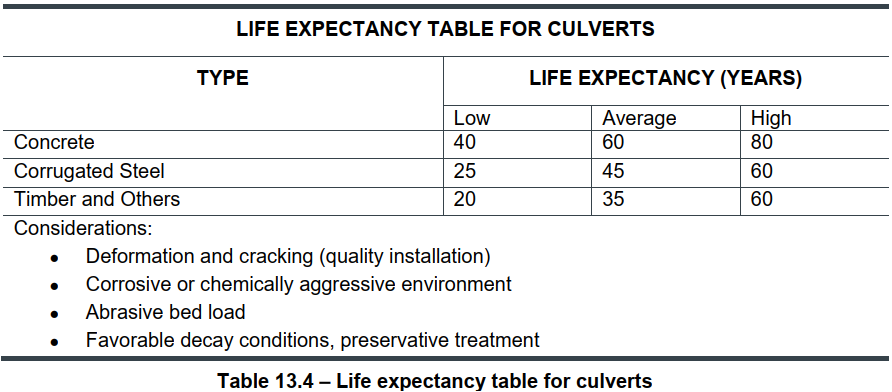 LIFE EXPECTANCY TABLE FOR CULVERTS
TYPE LIFE EXPECTANCY (YEARS)
Low Average High
Concrete 40 60 80
Corrugated Steel 25 45 60
Timber and Others 20 35 60
Considerations:
• Deformation and cracking (quality installation)
• Corrosive or chemically aggressive environment
• Abrasive bed load
• Favorable decay conditions, preservative treatment
Table 13.4 – Life expectancy table for culverts